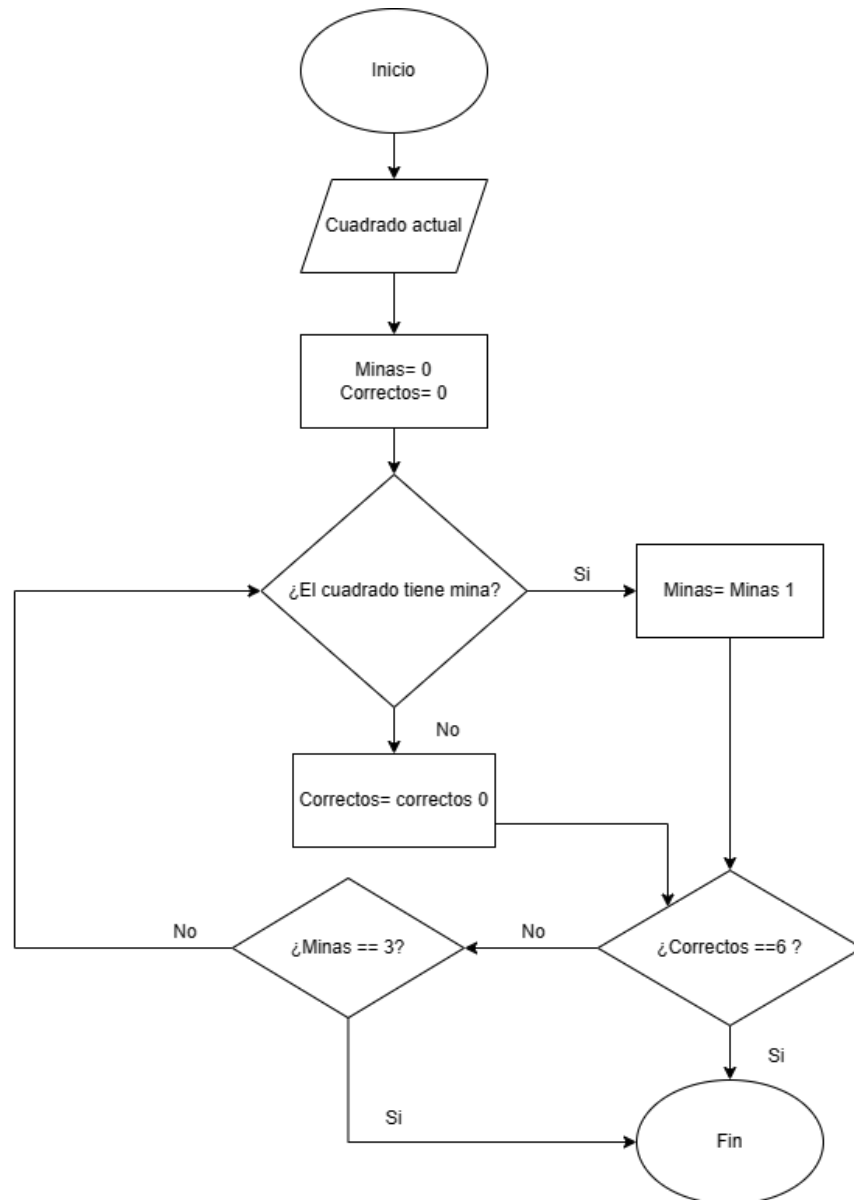 Inicio
Cuadrado actual
Minas= 0
Correctos= 0
¿El cuadrado tiene mina?
Si
Minas= Minas 1
No
Correctos= correctos 0
¿Correctos ==6 ?
No
¿Minas == 3?
No
Si
Si
Fin